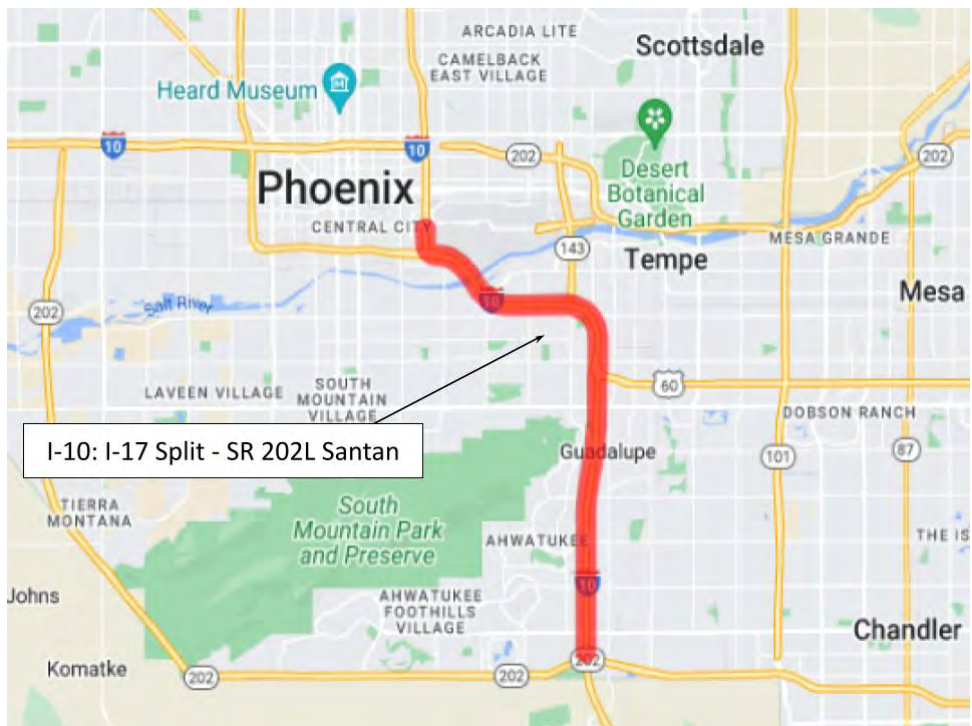 ARCADIA LITE
Scottsdale
CAMELBACK
EAST VILLAGE
Heard Museum
10
10
202
202
Desert
Botanical
Garden
Phoenix
CENTRAL CITY
MESA GRANDE
143
Tempe
Mesa
Salt River
202
10
LAVEEN VILLAGE
SOUTH
MOUNTAIN
VILLAGE
60
DOBSON RANCH
I-10: I-17 Split - SR 202L Santan
Guadalupe
101
87
TIERRA
MONTANA
South
Mountain Park
and Preserve
AHWATUKEE
THE IS
10
Johns
AHWATUKEE
FOOTHILLS
VILLAGE
Chandler
Komatke
202
202
202